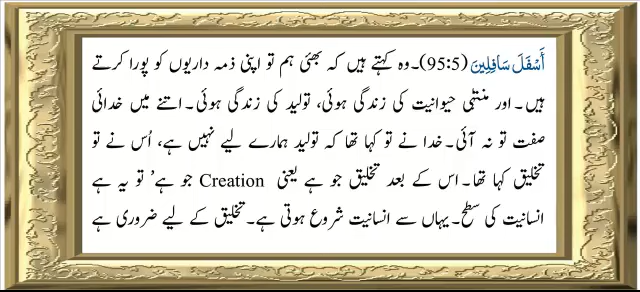 أَسْفَلَ سَافِلِينَ (95:5)۔ وہ کہتے ہیں کہ بھئی ہم تو اپنی ذمہ داریوں کو پورا کرتے
ہیں۔ اور منتہٰی حیوانیت کی زندگی ہوئی، تولید کی زندگی ہوئی۔ اتنے میں خدائی
صفت تو نہ آئی۔ خدا نے تو کہا تھا کہ تولید ہمارے لیے نہیں ہے، اُس نے تو
تخلیق کہا تھا۔ اس کے بعد تخلیق جو ہے یعنی Creation جو ہے، تو یہ ہے
انسانیت کی سطح۔ یہاں سے انسانیت شروع ہوتی ہے۔ تخلیق کے لیے ضروری ہے